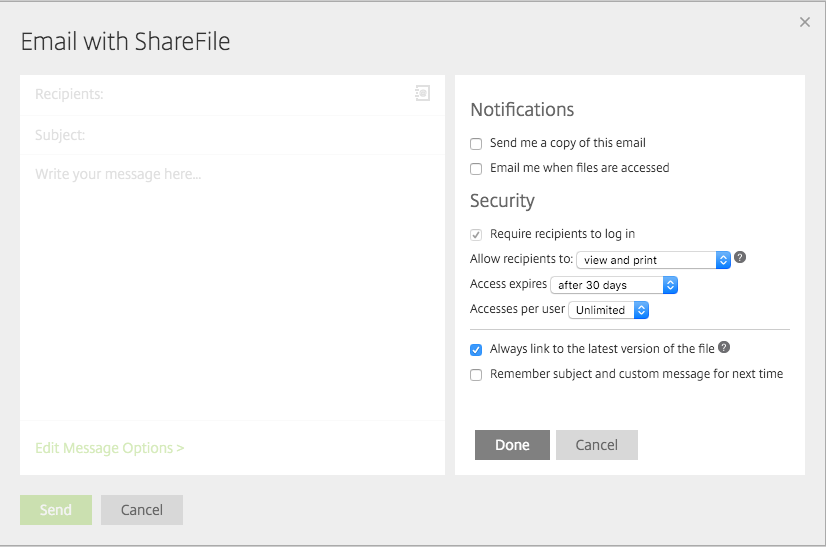 Email with ShareFile
Recipients:
Subject:
Write your message here...
Edit Message Options >
Send
Cancel
Notifications
Send me a copy of this email
Email me when files are accessed
Security
Require recipients to log in
Allow recipients to: view and print ?
Access expires after 30 days
Accesses per user Unlimited
Always link to the latest version of the file ?
Remember subject and custom message for next time
Done
Cancel